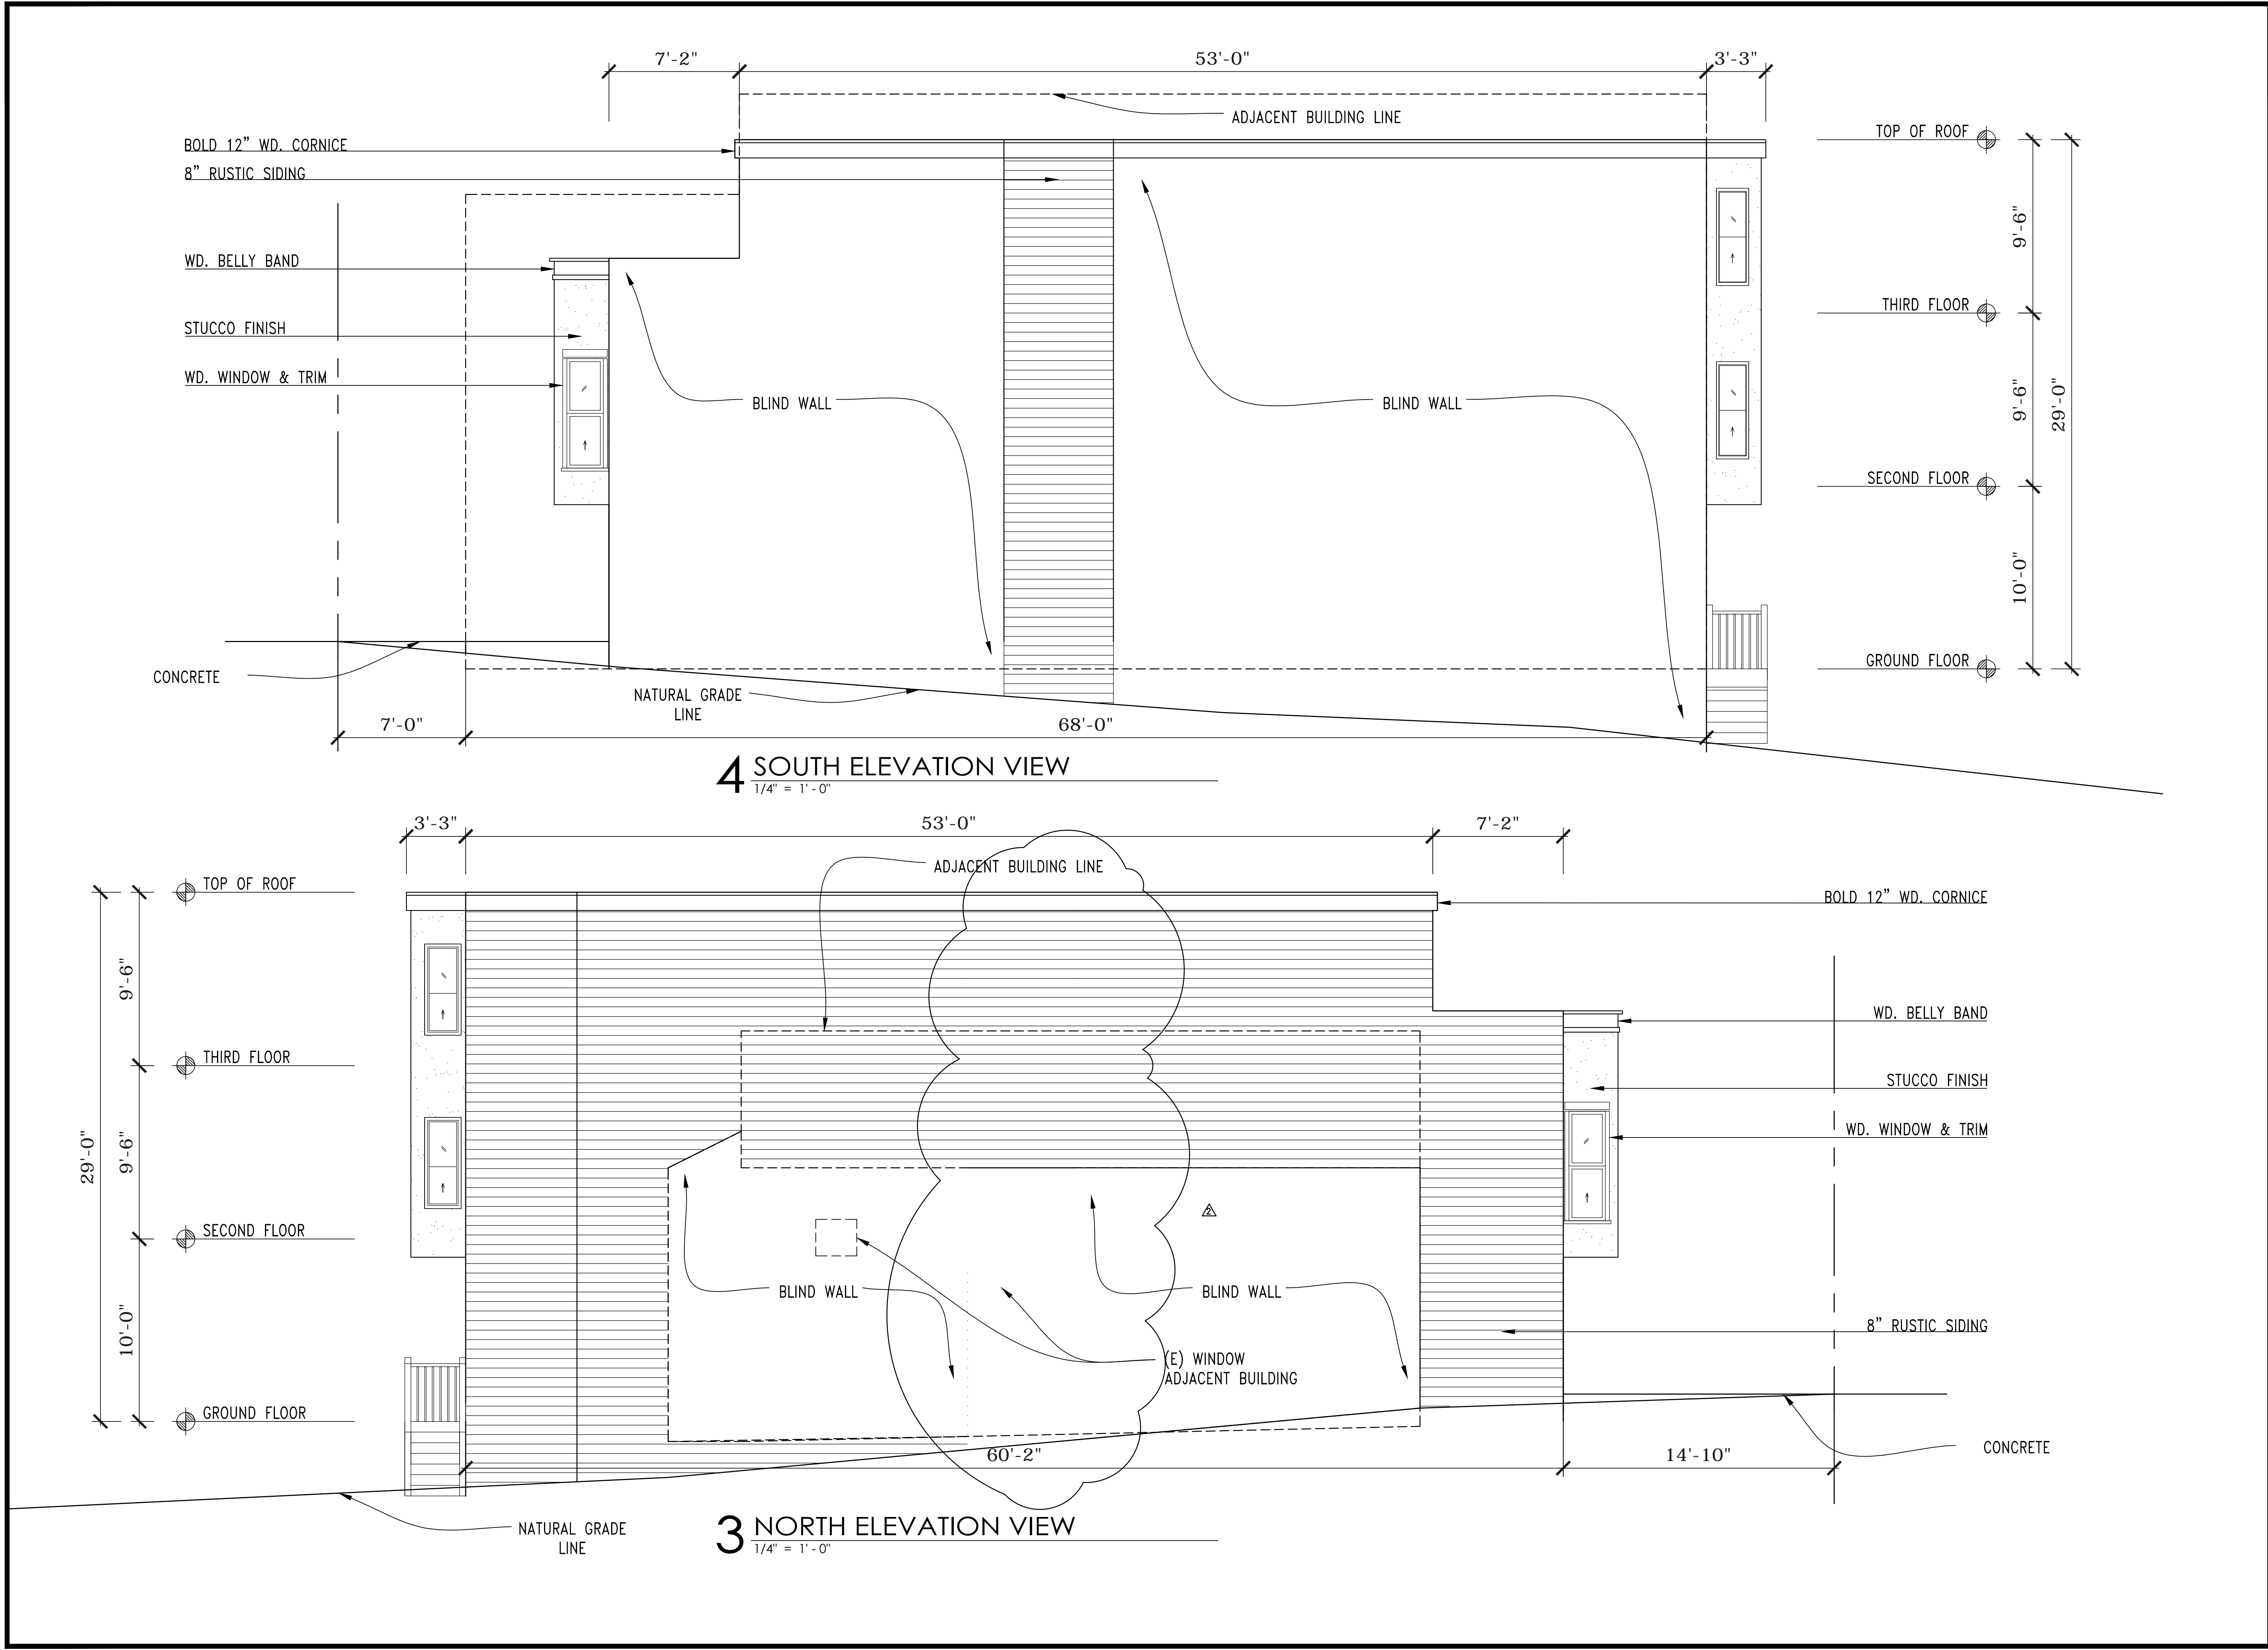 7'-2"
53'-0"
3'-3"
ADJACENT BUILDING LINE
BOLD 12” WD. CORNICE
8” RUSTIC SIDING
TOP OF ROOF
WD. BELLY BAND
9'-6"
THIRD FLOOR
STUCCO FINISH
WD. WINDOW & TRIM
BLIND WALL
BLIND WALL
9'-6"
29'-0"
SECOND FLOOR
10'-0"
GROUND FLOOR
CONCRETE
NATURAL GRADE
LINE
7'-0"
68'-0"
4 SOUTH ELEVATION VIEW
1/4" = 1'-0"
3'-3"
53'-0"
7'-2"
ADJACENT BUILDING LINE
TOP OF ROOF
BOLD 12” WD. CORNICE
9'-6"
WD. BELLY BAND
THIRD FLOOR
STUCCO FINISH
WD. WINDOW & TRIM
9'-6"
29'-0"
2
SECOND FLOOR
BLIND WALL
BLIND WALL
10'-0"
8” RUSTIC SIDING
(E) WINDOW
ADJACENT BUILDING
GROUND FLOOR
60'-2"
14'-10"
CONCRETE
NATURAL GRADE
LINE
3 NORTH ELEVATION VIEW
1/4" = 1'-0"